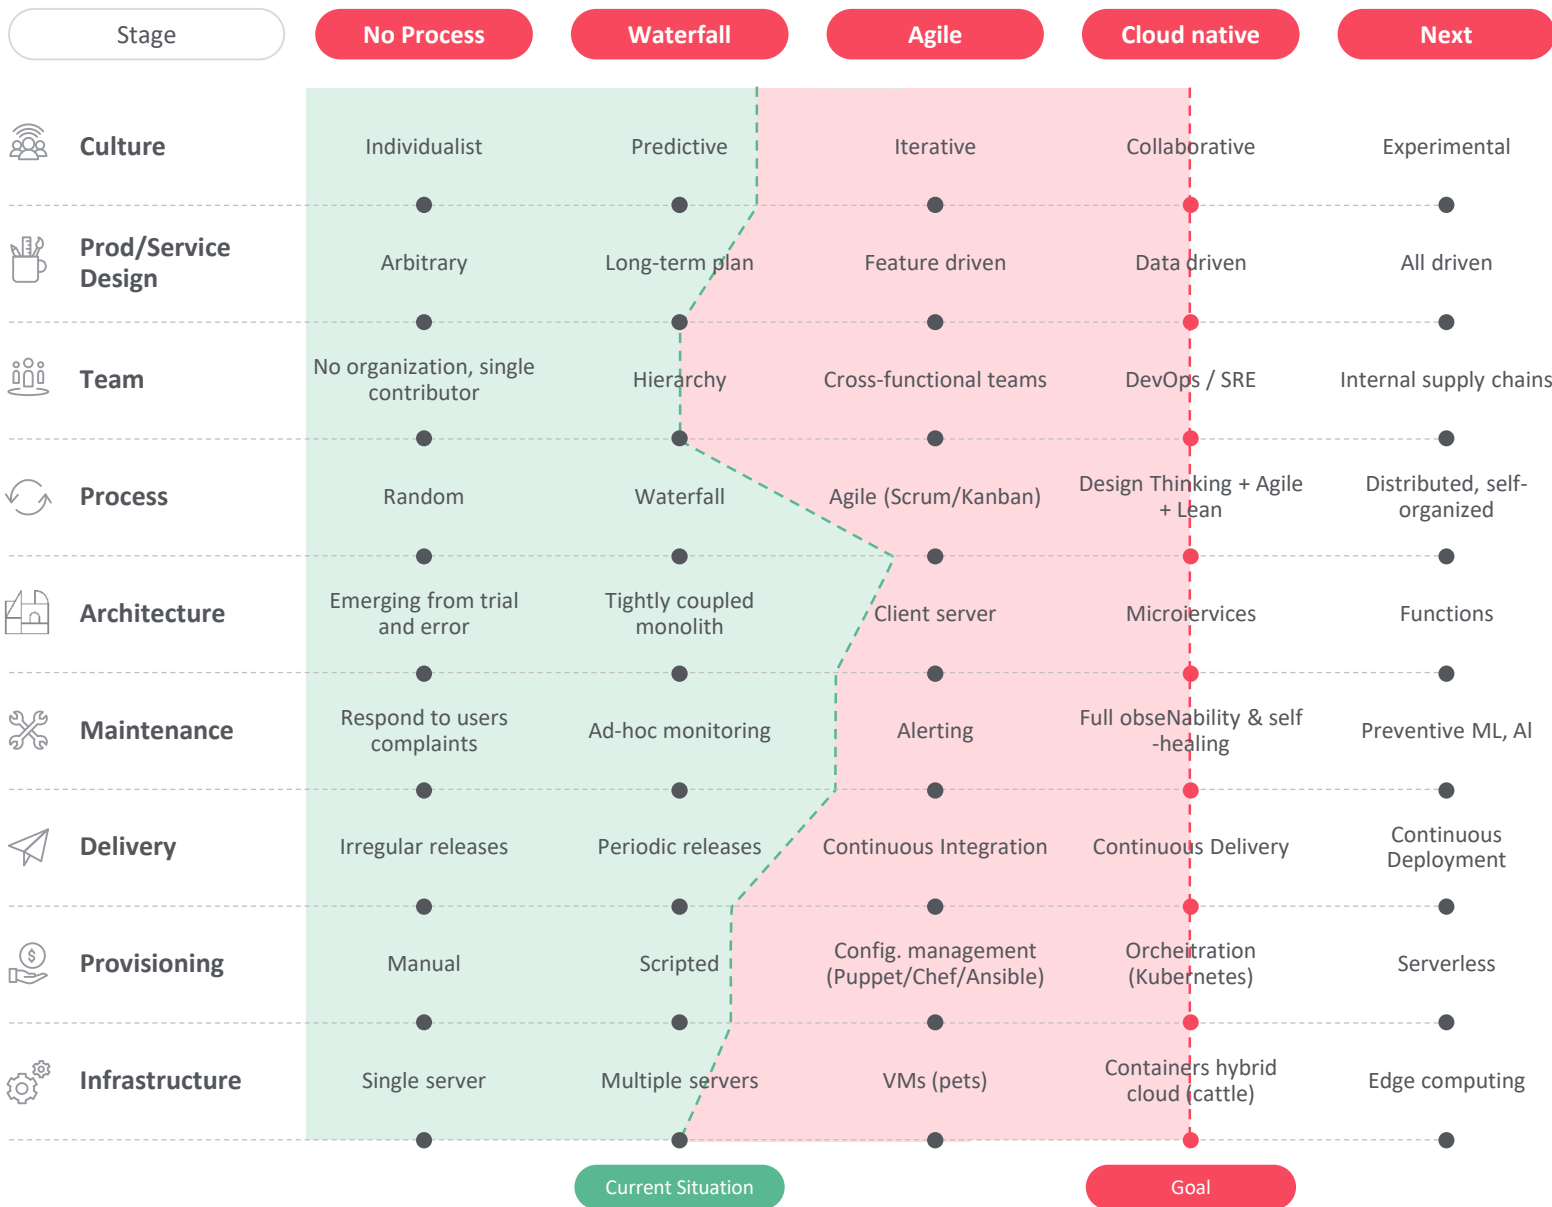 Stage
No Process
Waterfall
Agile
Cloud native
Next
Culture
Individualist
Predictive
Iterative
Collaborative
Experimental
Prod/Service
Design
Arbitrary
Long-term plan
Feature driven
Data driven
All driven
Team
No organization, single
contributor
Hierarchy
Cross-functional teams
DevOps / SRE
Internal supply chains
Process
Random
Waterfall
Agile (Scrum/Kanban)
Design Thinking + Agile
+ Lean
Distributed, self-
organized
Architecture
Emerging from trial
and error
Tightly coupled
monolith
Client server
Microiervices
Functions
Maintenance
Respond to users
complaints
Ad-hoc monitoring
Alerting
Full obseNability & self
-healing
Preventive ML, Al
Delivery
Irregular releases
Periodic releases
Continuous Integration
Continuous Delivery
Continuous
Deployment
Provisioning
Manual
Scripted
Config. management
(Puppet/Chef/Ansible)
Orcheitration
(Kubernetes)
Serverless
Infrastructure
Single server
Multiple servers
VMs (pets)
Containers hybrid
cloud (cattle)
Edge computing
Current Situation
Goal